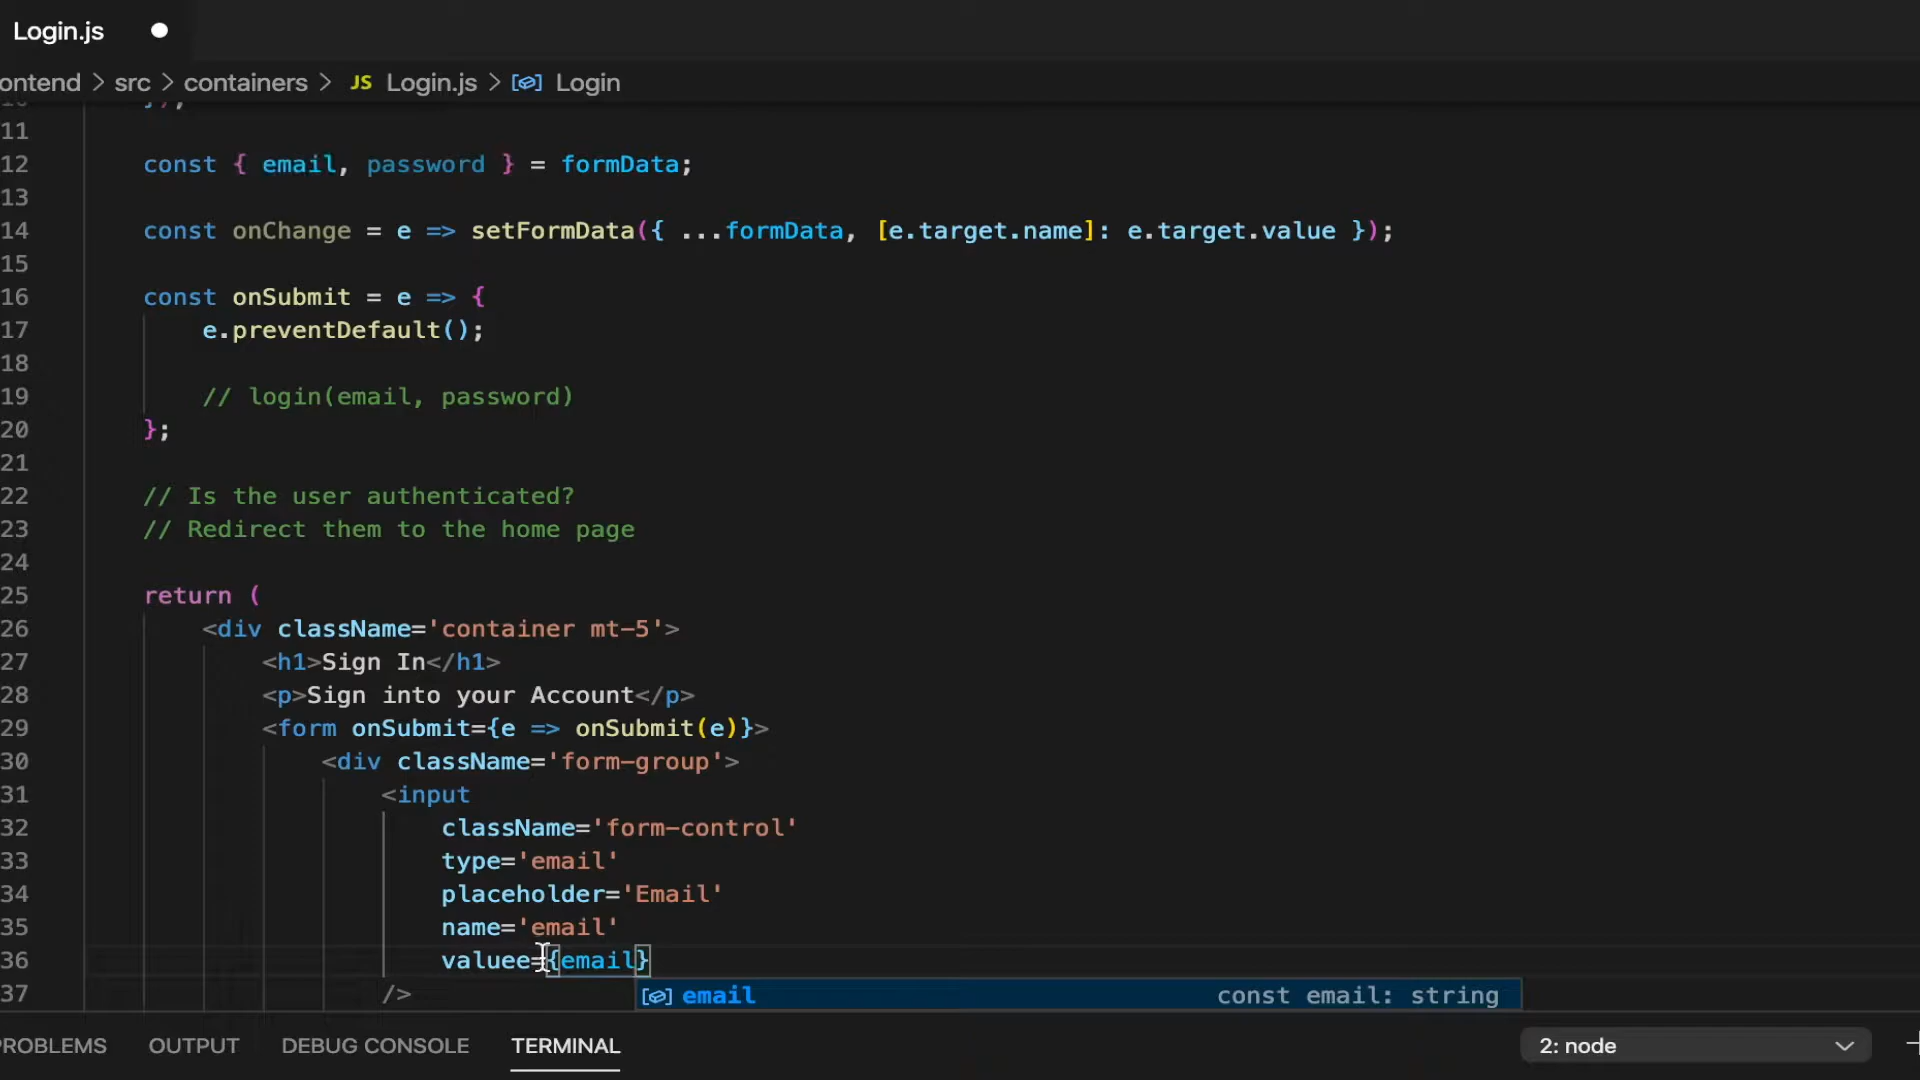 Login.js
ontend > src > containers > JS Login.js > Login
11
12 const { email, password } = formData;
13
14 const onChange = e => setFormData({ ...formData, [e.target.name]: e.target.value });
15
16 const onSubmit = e => {
17 e.preventDefault();
18
19 // login(email, password)
20 };
21
22 // Is the user authenticated?
23 // Redirect them to the home page
24
25 return (
26 <div className='container mt-5'>
27 <h1>Sign In</h1>
28 <p>Sign into your Account</p>
29 <form onSubmit={e => onSubmit(e)}>
30 <div className='form-group'>
31 <input
32 className='form-control'
33 type='email'
34 placeholder='Email'
35 name='email'
36 valuee={email}
37 />
email const email: string
PROBLEMS OUTPUT DEBUG CONSOLE TERMINAL 2: node